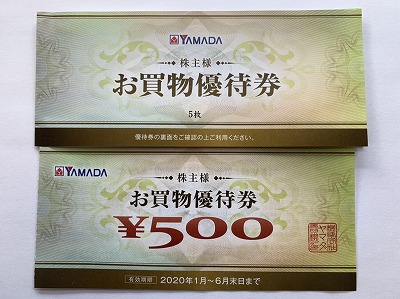 YAMADA
株主様
お買物優待券
5枚
優待券の裏面をご確認の上ご利用ください。
YAMADA
株主様
お買物優待券
¥500
ヤマダ
有効期限 2020年1月～6月末日まで